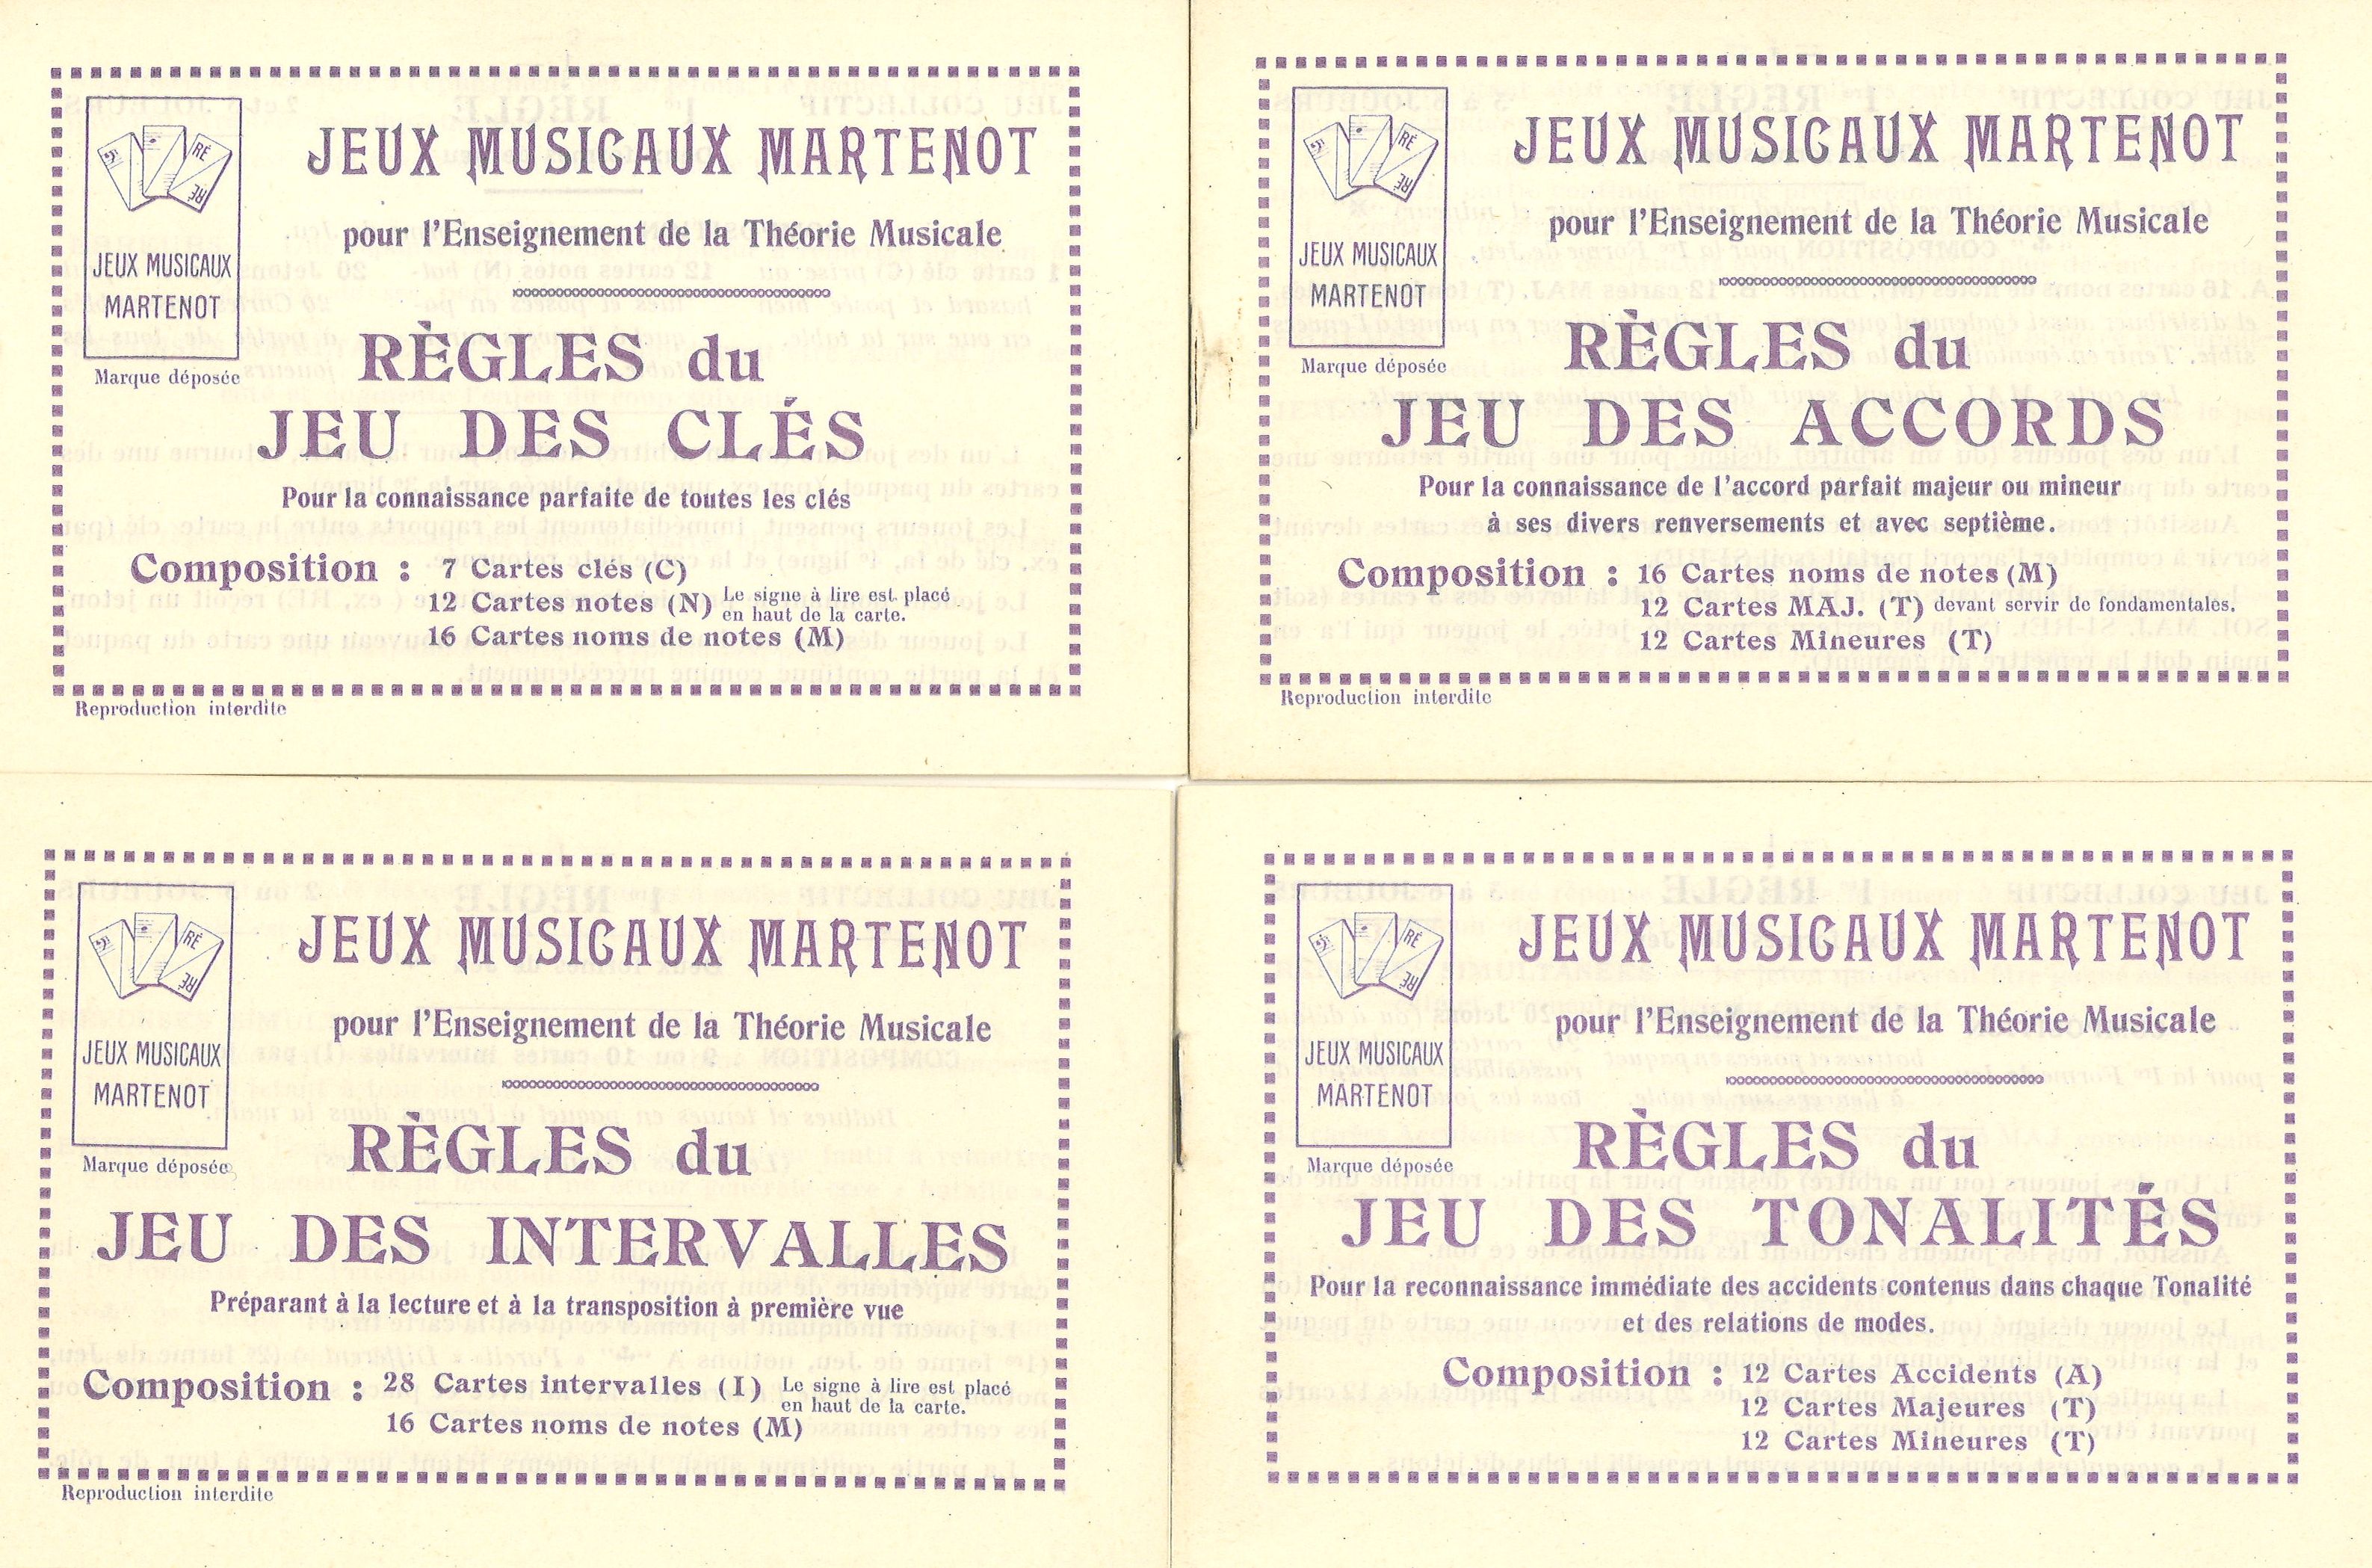 JEUX MUSICAUX MARTENOT
pour l'Enseignement de la Théorie Musicale
RÉ
RÉ
JEUX MUSICAUX
MARTENOT
Marque déposée
RÈGLES du
JEU DES CLÉS
Pour la connaissance parfaite de toutes les clés
Composition : 7 Cartes clés (C)
12 Cartes notes (N) Le signe à lire est placé
en haut de la carte.
16 Cartes noms de notes (M)
Reproduction interdite
JEUX MUSICAUX MARTENOT
pour l'Enseignement de la Théorie Musicale
RÉ
RÉ
JEUX MUSICAUX
MARTENOT
Marque déposée
RÈGLES du
JEU DES ACCORDS
Pour la connaissance de l'accord parfait majeur ou mineur
à ses divers renversements et avec septième.
Composition : 16 Cartes noms de notes (M)
12 Cartes MAJ. (T) devant servir de fondamentales.
12 Cartes Mineures (T)
Reproduction interdite
JEUX MUSICAUX MARTENOT
pour l'Enseignement de la Théorie Musicale
RÉ
RÉ
JEUX MUSICAUX
MARTENOT
Marque déposée
RÈGLES du
JEU DES INTERVALLES
Préparant à la lecture et à la transposition à première vue
Composition : 28 Cartes intervalles (I) Le signe à lire est placé
en haut de la carte.
16 Cartes noms de notes (M)
Reproduction interdite
JEUX MUSICAUX MARTENOT
pour l'Enseignement de la Théorie Musicale
RÉ
RÉ
JEUX MUSICAUX
MARTENOT
Marque déposée
RÈGLES du
JEU DES TONALITÉS
Pour la reconnaissance immédiate des accidents contenus dans chaque Tonalité
et des relations de modes.
Composition : 12 Cartes Accidents (A)
12 Cartes Majeures (T)
12 Cartes Mineures (T)